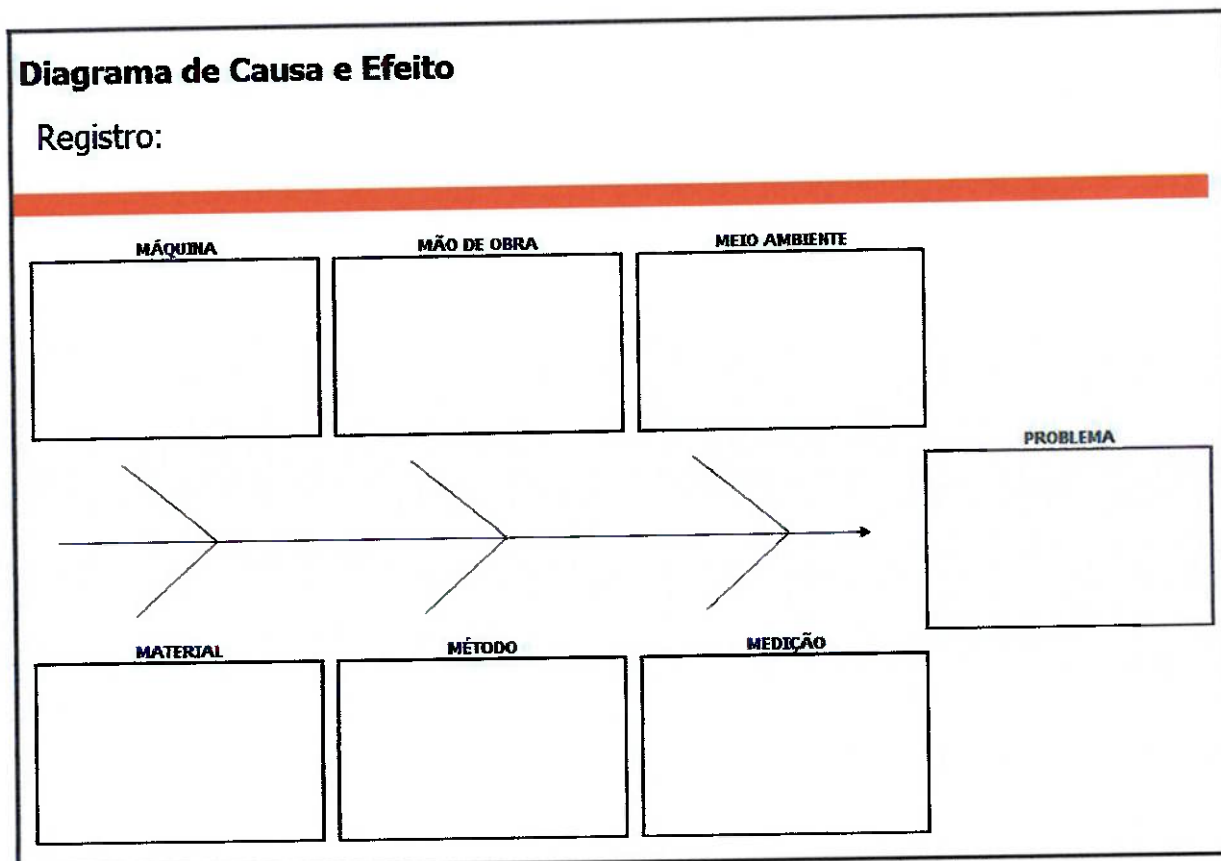 Diagrama de Causa e Efeito
Registro:
MÁQUINA
MÃO DE OBRA
MEIO AMBIENTE
PROBLEMA
MATERIAL
MÉTODO
MEDIÇÃO